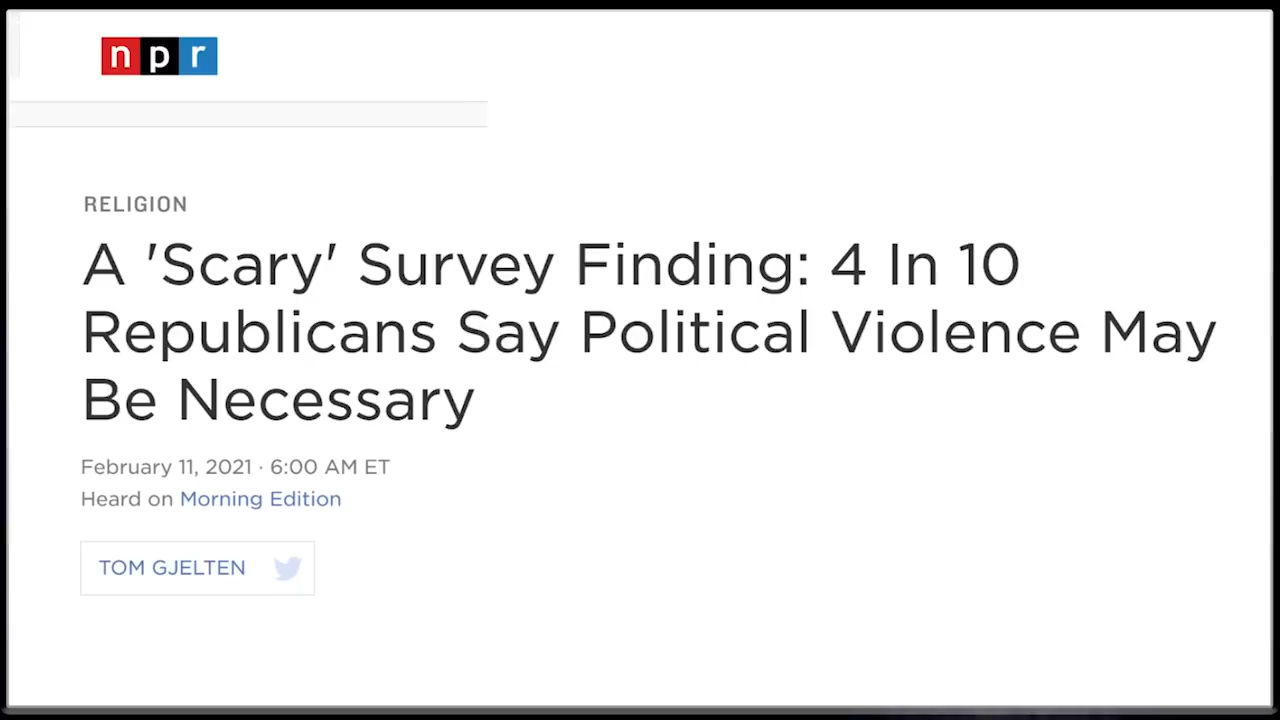 npr
RELIGION
A 'Scary' Survey Finding: 4 In 10
Republicans Say Political Violence May
Be Necessary
February 11, 2021 · 6:00 AM ET
Heard on Morning Edition
TOM GJELTEN